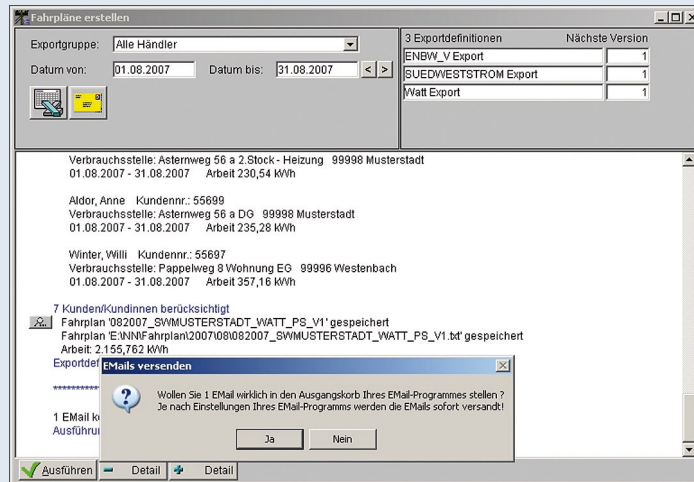 Fahrpläne erstellen
Exportgruppe: Alle Händler
Datum von: 01.08.2007 Datum bis: 31.08.2007 < >
3 Exportdefinitionen Nächste Version
ENBW_V Export 1
SUEDWESTSTROM Export 1
Watt Export 1
Verbrauchsstelle: Asternweg 56 a 2.Stock - Heizung 99998 Musterstadt
01.08.2007 - 31.08.2007 Arbeit 230,54 kWh
Aldor, Anne Kundennr.: 55699
Verbrauchsstelle: Asternweg 56 a DG 99998 Musterstadt
01.08.2007 - 31.08.2007 Arbeit 235,28 kWh
Winter, Willi Kundennr.: 55697
Verbrauchsstelle: Pappelweg 8 Wohnung EG 99996 Westenbach
01.08.2007 - 31.08.2007 Arbeit 357,16 kWh
7 Kunden/Kundinnen berücksichtigt
Fahrplan '082007_SWMUSTERSTADT_WATT_PS_V1' gespeichert
Fahrplan 'E:\NN\Fahrplan\2007\08\082007_SWMUSTERSTADT_WATT_PS_V1.txt' gespeichert
Arbeit: 2.155,762 kWh
Exportdef
**********
1 EMail k
Ausführu
EMails versenden
Wollen Sie 1 EMail wirklich in den Ausgangskorb Ihres EMail-Programmes stellen ?
Je nach Einstellungen Ihres EMail-Programms werden die EMails sofort versandt!
Ja Nein
Ausführen Detail Detail